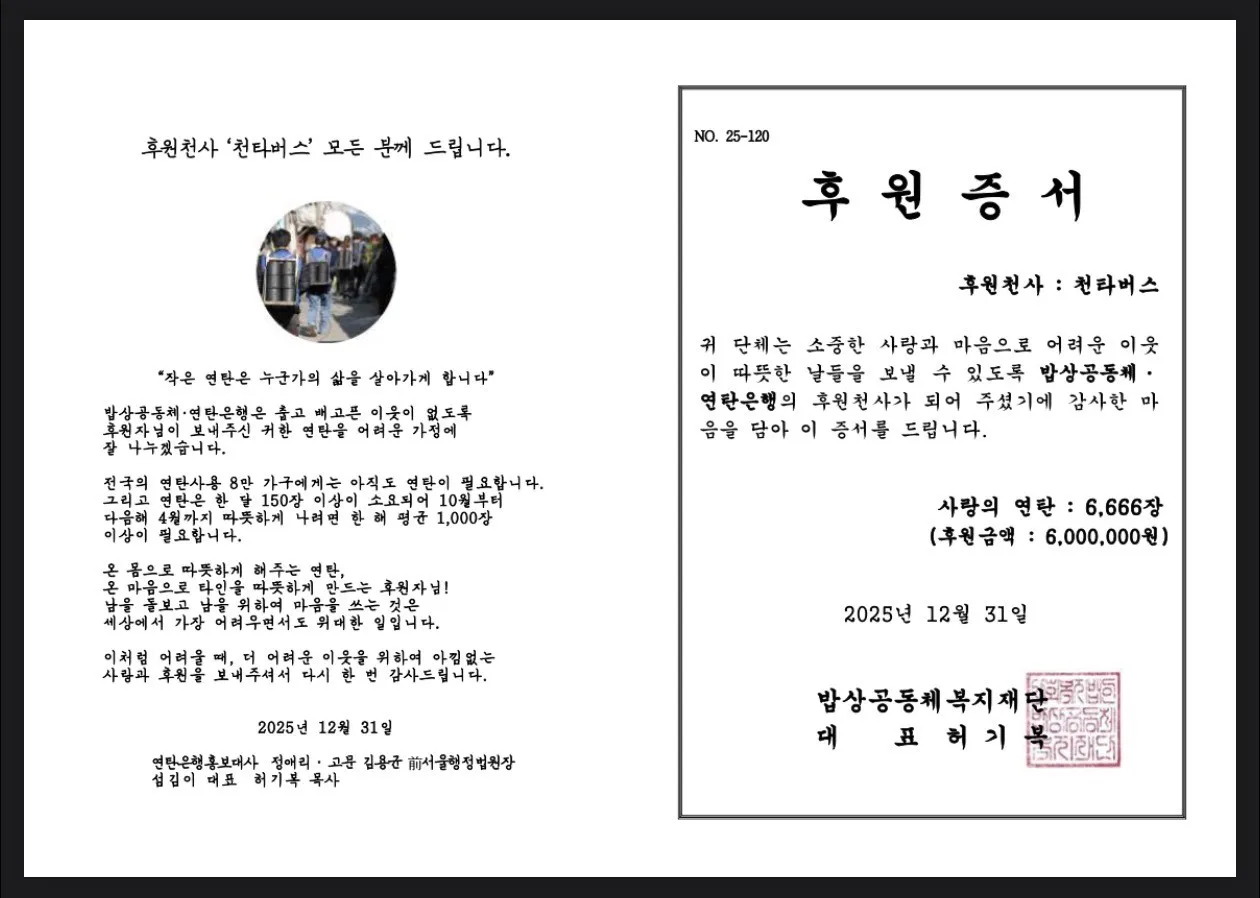 후원천사 ‘천타버스’ 모든 분께 드립니다.
“작은 연탄은 누군가의 삶을 살아가게 합니다”
밥상공동체·연탄은행은 춥고 배고픈 이웃이 없도록
후원자님이 보내주신 귀한 연탄을 어려운 가정에
잘 나누겠습니다.
전국의 연탄사용 8만 가구에게는 아직도 연탄이 필요합니다.
그리고 연탄은 한 달 150장 이상이 소요되어 10월부터
다음해 4월까지 따뜻하게 나려면 한 해 평균 1,000장
이상이 필요합니다.
온 몸으로 따뜻하게 해주는 연탄,
온 마음으로 타인을 따뜻하게 만드는 후원자님!
남을 돌보고 남을 위하여 마음을 쓰는 것은
세상에서 가장 어려우면서도 위대한 일입니다.
이처럼 어려울 때, 더 어려운 이웃을 위하여 아낌없는
사랑과 후원을 보내주셔서 다시 한 번 감사드립니다.
2025년 12월 31일
연탄은행홍보대사 정애리 · 고문 김용균 前서울행정법원장
섬김이 대표 허기복 목사
NO. 25-120
후 원 증 서
후원천사 : 천타버스
귀 단체는 소중한 사랑과 마음으로 어려운 이웃
이 따뜻한 날들을 보낼 수 있도록 밥상공동체·
연탄은행의 후원천사가 되어 주셨기에 감사한 마
음을 담아 이 증서를 드립니다.
사랑의 연탄 : 6,666장
(후원금액 : 6,000,000원)
2025년 12월 31일
밥상공동체복지재단
대 표 허 기 복